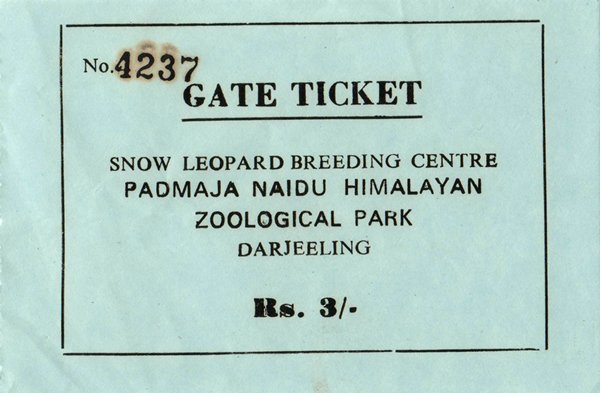 No. 4237
GATE TICKET
SNOW LEOPARD BREEDING CENTRE
PADMAJA NAIDU HIMALAYAN
ZOOLOGICAL PARK
DARJEELING
Rs. 3/-